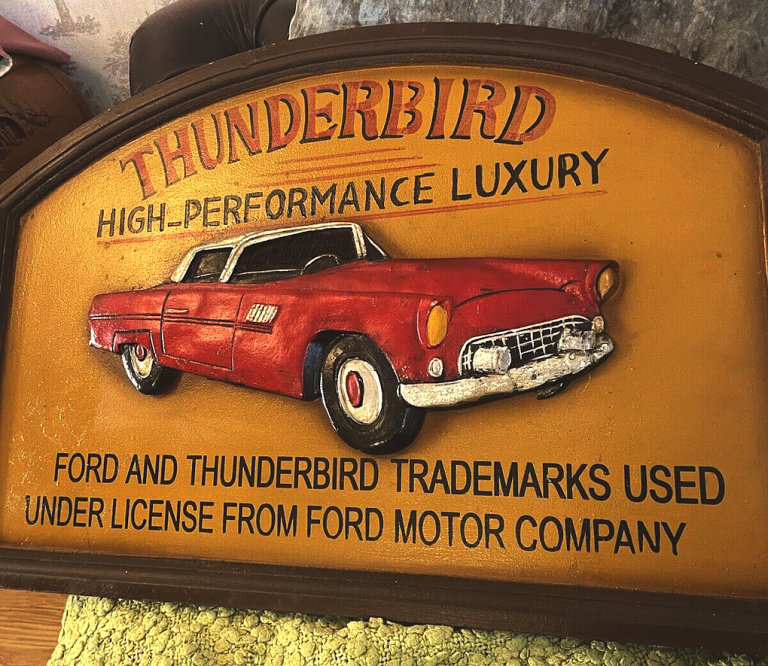 THUNDERBIRD
HIGH-PERFORMANCE LUXURY
FORD AND THUNDERBIRD TRADEMARKS USED
UNDER LICENSE FROM FORD MOTOR COMPANY